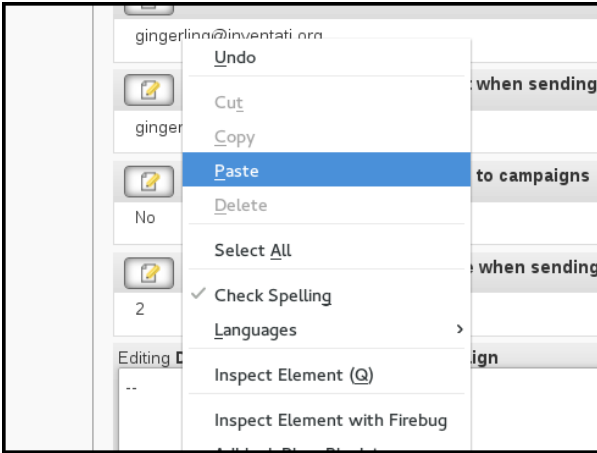 gingerling@inventati.org
Undo
when sending
Cut
ginger
Copy
Paste
to campaigns
Delete
No
Select All
when sending
Check Spelling
2
Languages
Editing
ign
Inspect Element (Q)
--
Inspect Element with Firebug